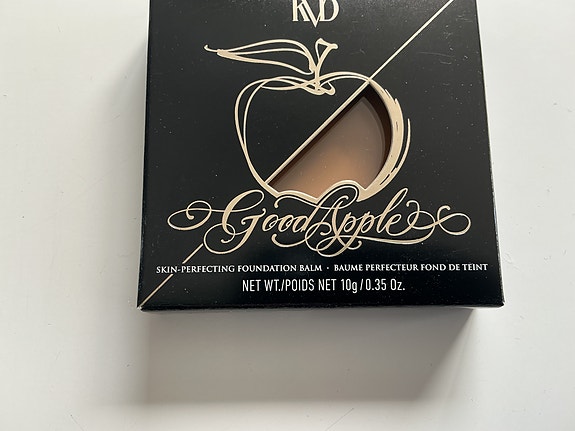 KVD
Good Apple
SKIN-PERFECTING FOUNDATION BALM · BAUME PERFECTEUR FOND DE TEINT
NET WT./POIDS NET 10g/0.35 Oz.